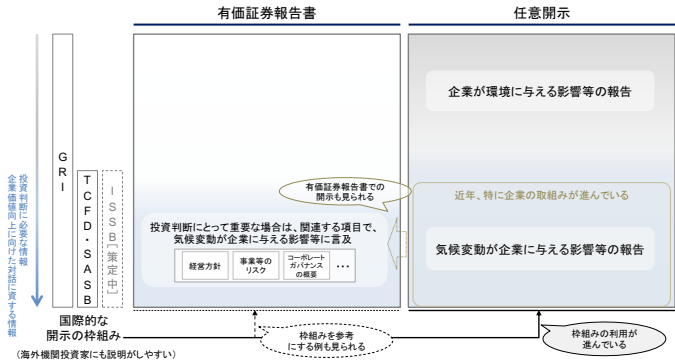 有価証券報告書
任意開示
企業が環境に与える影響等の報告
GRI
TCFD・SASB
ISSB[策定中]
投資判断に必要な情報
企業価値向上に向けた対話に資する情報
有価証券報告書での
開示も見られる
近年、特に企業の取組みが進んでいる
投資判断にとって重要な場合は、関連する項目で、
気候変動が企業に与える影響等に言及
経営方針
事業等の
リスク
コーポレート
ガバナンス
の概要
・・・
気候変動が企業に与える影響等の報告
国際的な
開示の枠組み
枠組みを参考
にする例も見られる
枠組みの利用が
進んでいる
(海外機関投資家にも説明がしやすい)